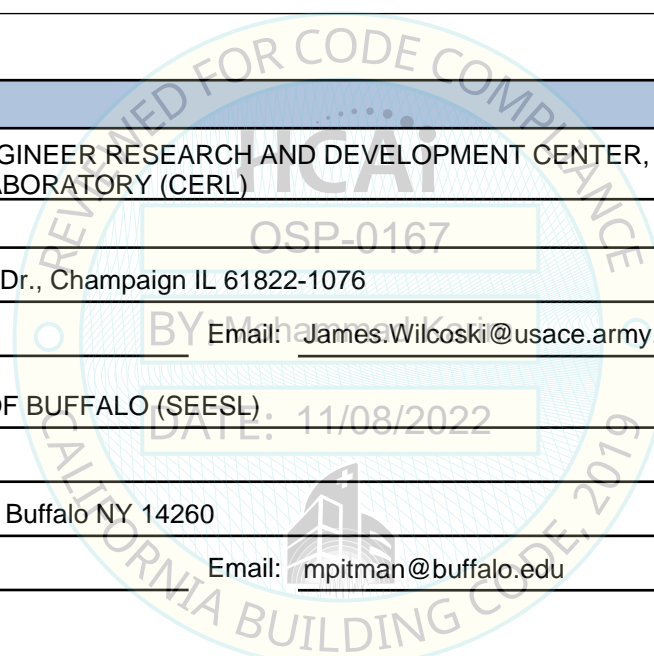 REVIEWED FOR CODE COMPLIANCE
HCAi
GINEER RESEARCH AND DEVELOPMENT CENTER,
ABORATORY (CERL)
OSP-0167
Dr., Champaign IL 61822-1076
BY: Email: James.Wilcoski@usace.army.
OF BUFFALO (SEESL)
DATE: 11/08/2022
Buffalo NY 14260
Email: mpitman@buffalo.edu
CALIFORNIA BUILDING CODE, 2019